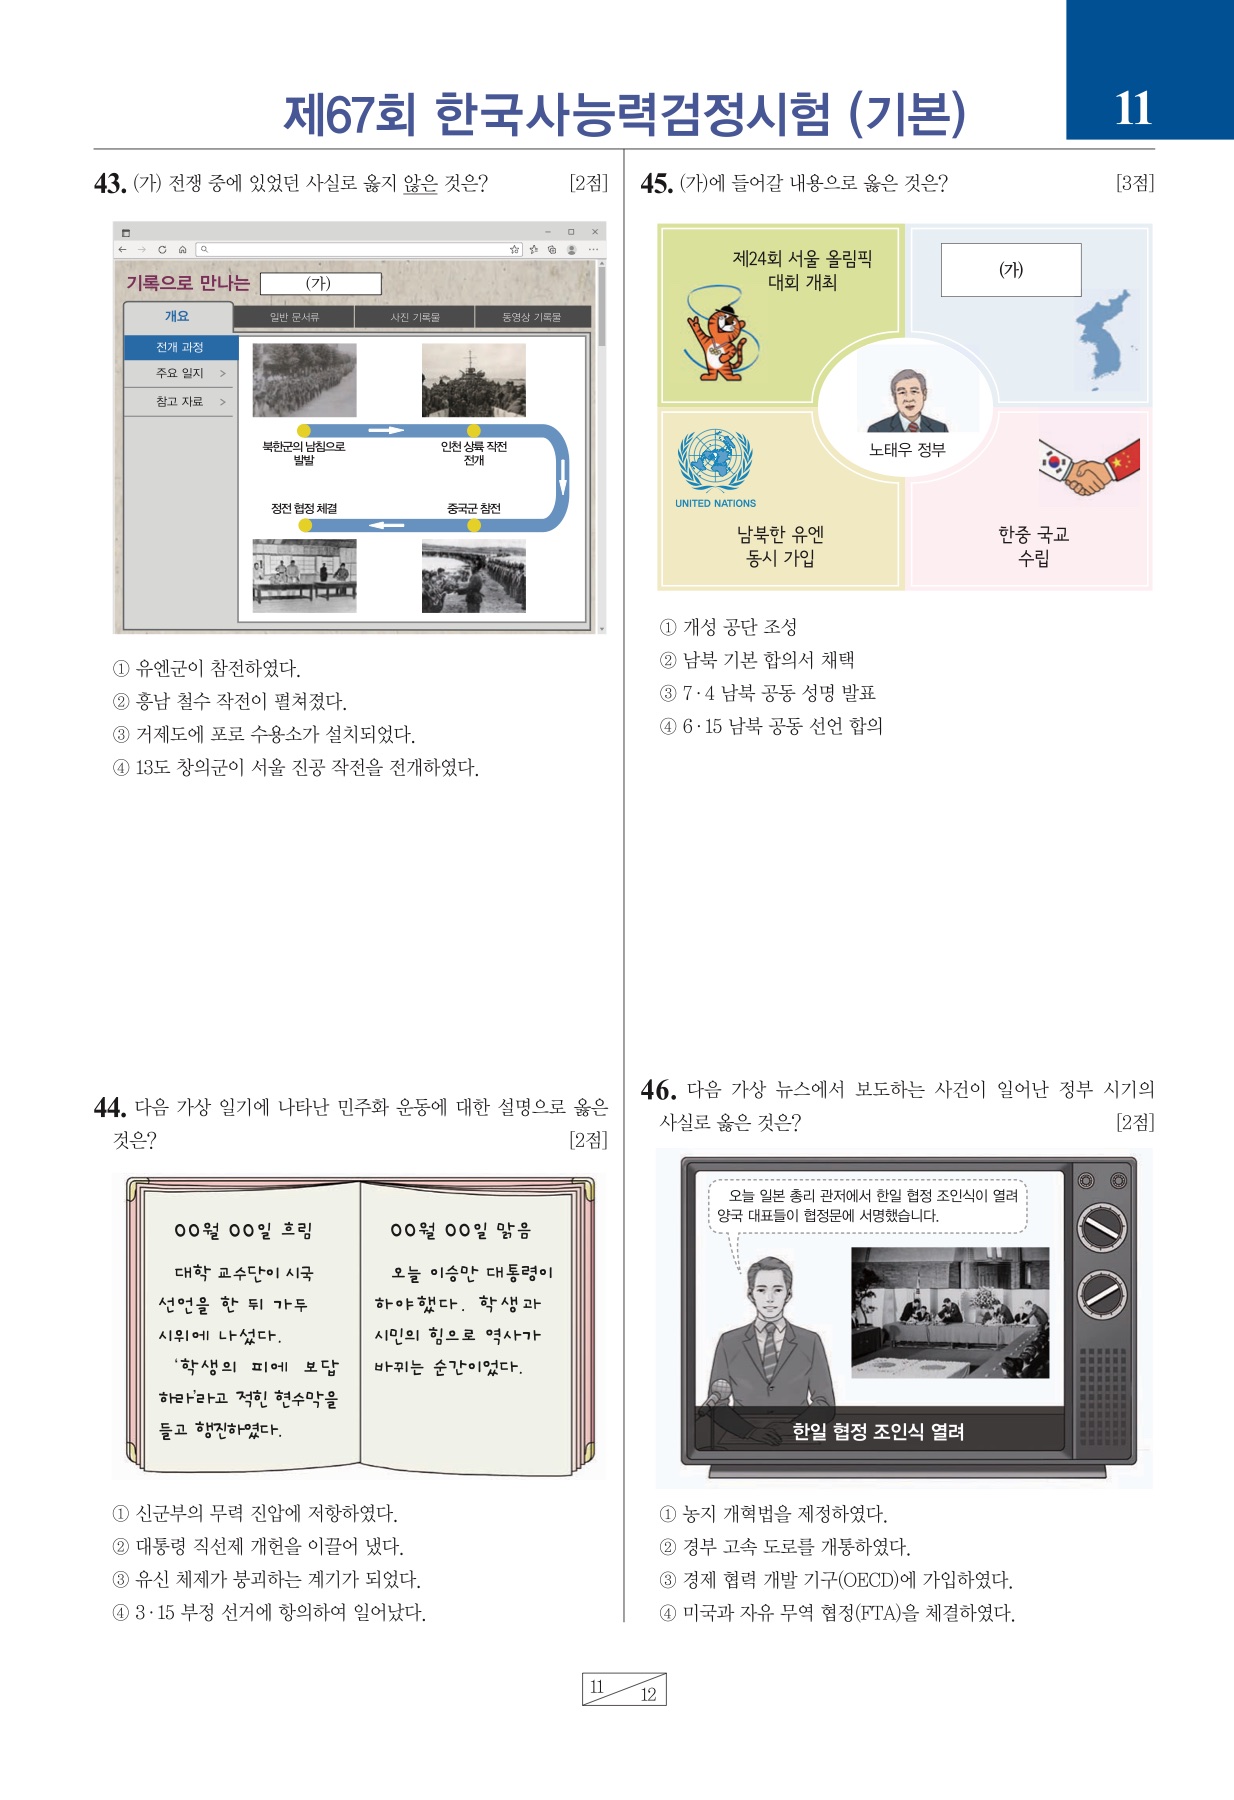 제67회 한국사능력검정시험 (기본)
11
43. (가) 전쟁 중에 있었던 사실로 옳지 않은 것은? [2점]
기록으로 만나는 (가)
개요 일반 문서류 사진 기록물 동영상 기록물
전개 과정
주요 일지 >
참고 자료 >
북한군의 남침으로
발발
인천 상륙 작전
전개
정전 협정 체결
중국군 참전
① 유엔군이 참전하였다.
② 흥남 철수 작전이 펼쳐졌다.
③ 거제도에 포로 수용소가 설치되었다.
④ 13도 창의군이 서울 진공 작전을 전개하였다.
44. 다음 가상 일기에 나타난 민주화 운동에 대한 설명으로 옳은
것은? [2점]
OO월 OO일 흐림
대학 교수단이 시국
선언을 한 뒤 가두
시위에 나섰다.
‘학생의 피에 보답
하라’라고 적힌 현수막을
들고 행진하였다.
OO월 OO일 맑음
오늘 이승만 대통령이
하야했다. 학생과
시민의 힘으로 역사가
바뀌는 순간이었다.
① 신군부의 무력 진압에 저항하였다.
② 대통령 직선제 개헌을 이끌어 냈다.
③ 유신 체제가 붕괴하는 계기가 되었다.
④ 3·15 부정 선거에 항의하여 일어났다.
45. (가)에 들어갈 내용으로 옳은 것은? [3점]
제24회 서울 올림픽
대회 개최
(가)
노태우 정부
UNITED NATIONS
남북한 유엔
동시 가입
한중 국교
수립
① 개성 공단 조성
② 남북 기본 합의서 채택
③ 7·4 남북 공동 성명 발표
④ 6·15 남북 공동 선언 합의
46. 다음 가상 뉴스에서 보도하는 사건이 일어난 정부 시기의
사실로 옳은 것은? [2점]
오늘 일본 총리 관저에서 한일 협정 조인식이 열려
양국 대표들이 협정문에 서명했습니다.
한일 협정 조인식 열려
① 농지 개혁법을 제정하였다.
② 경부 고속 도로를 개통하였다.
③ 경제 협력 개발 기구(OECD)에 가입하였다.
④ 미국과 자유 무역 협정(FTA)을 체결하였다.
11 12